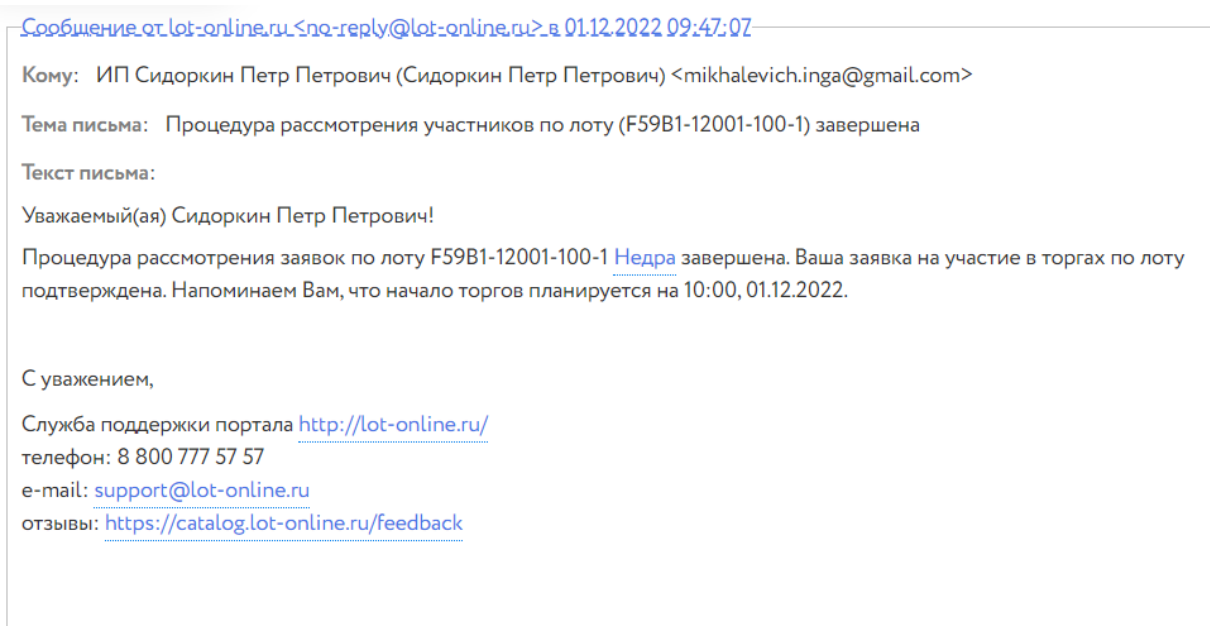 Сообщение от lot-online.ru <no-reply@lot-online.ru> в 01.12.2022 09:47:07
Кому: ИП Сидоркин Петр Петрович (Сидоркин Петр Петрович) <mikhalevich.inga@gmail.com>
Тема письма: Процедура рассмотрения участников по лоту (F59B1-12001-100-1) завершена
Текст письма:
Уважаемый(ая) Сидоркин Петр Петрович!
Процедура рассмотрения заявок по лоту F59B1-12001-100-1 Недра завершена. Ваша заявка на участие в торгах по лоту
подтверждена. Напоминаем Вам, что начало торгов планируется на 10:00, 01.12.2022.
С уважением,
Служба поддержки портала http://lot-online.ru/
телефон: 8 800 777 57 57
e-mail: support@lot-online.ru
отзывы: https://catalog.lot-online.ru/feedback